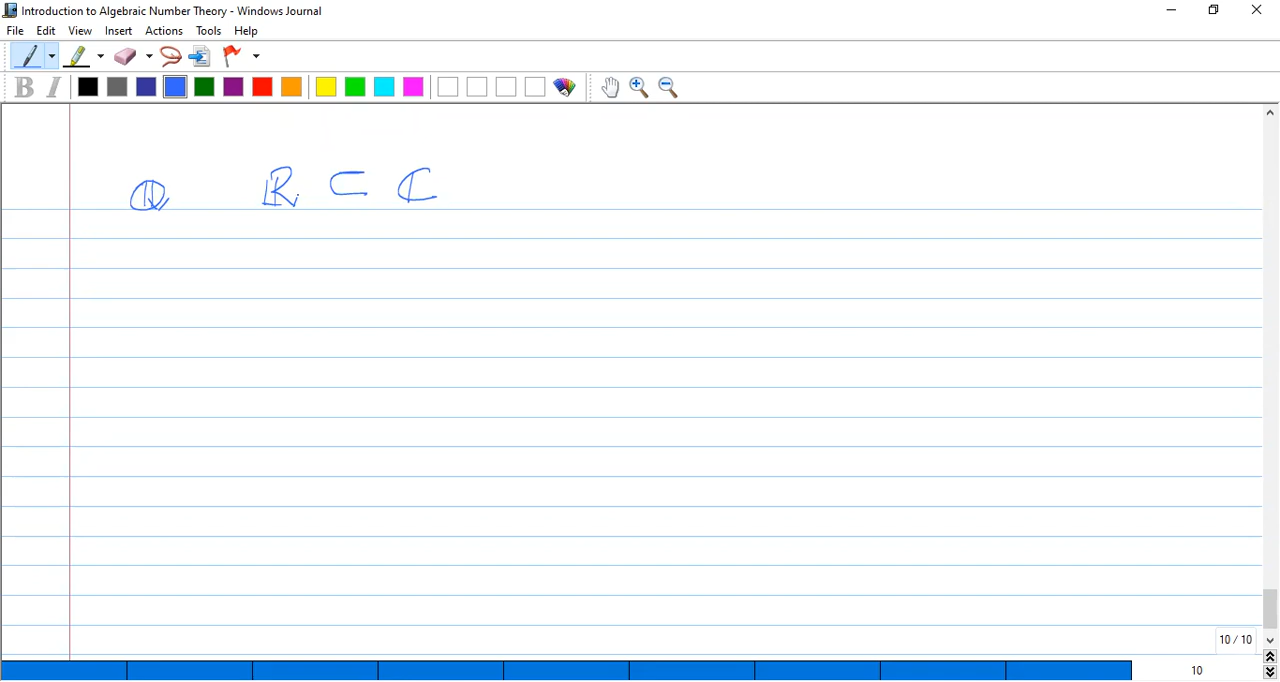 Introduction to Algebraic Number Theory - Windows Journal
File Edit View Insert Actions Tools Help
B I
ℚ ℝ ⊂ ℂ
10 / 10
10